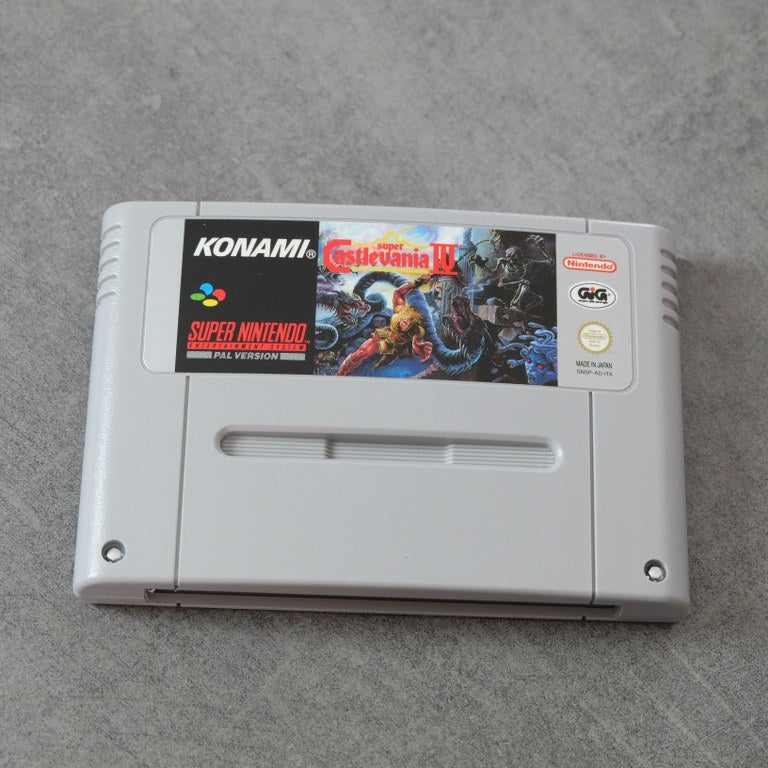 KONAMI®
super
Castlevania IV
SUPER NINTENDO
ENTERTAINMENT SYSTEM
PAL VERSION
LICENSED BY
Nintendo
GiG
MADE IN JAPAN
SNSP-AD-ITA